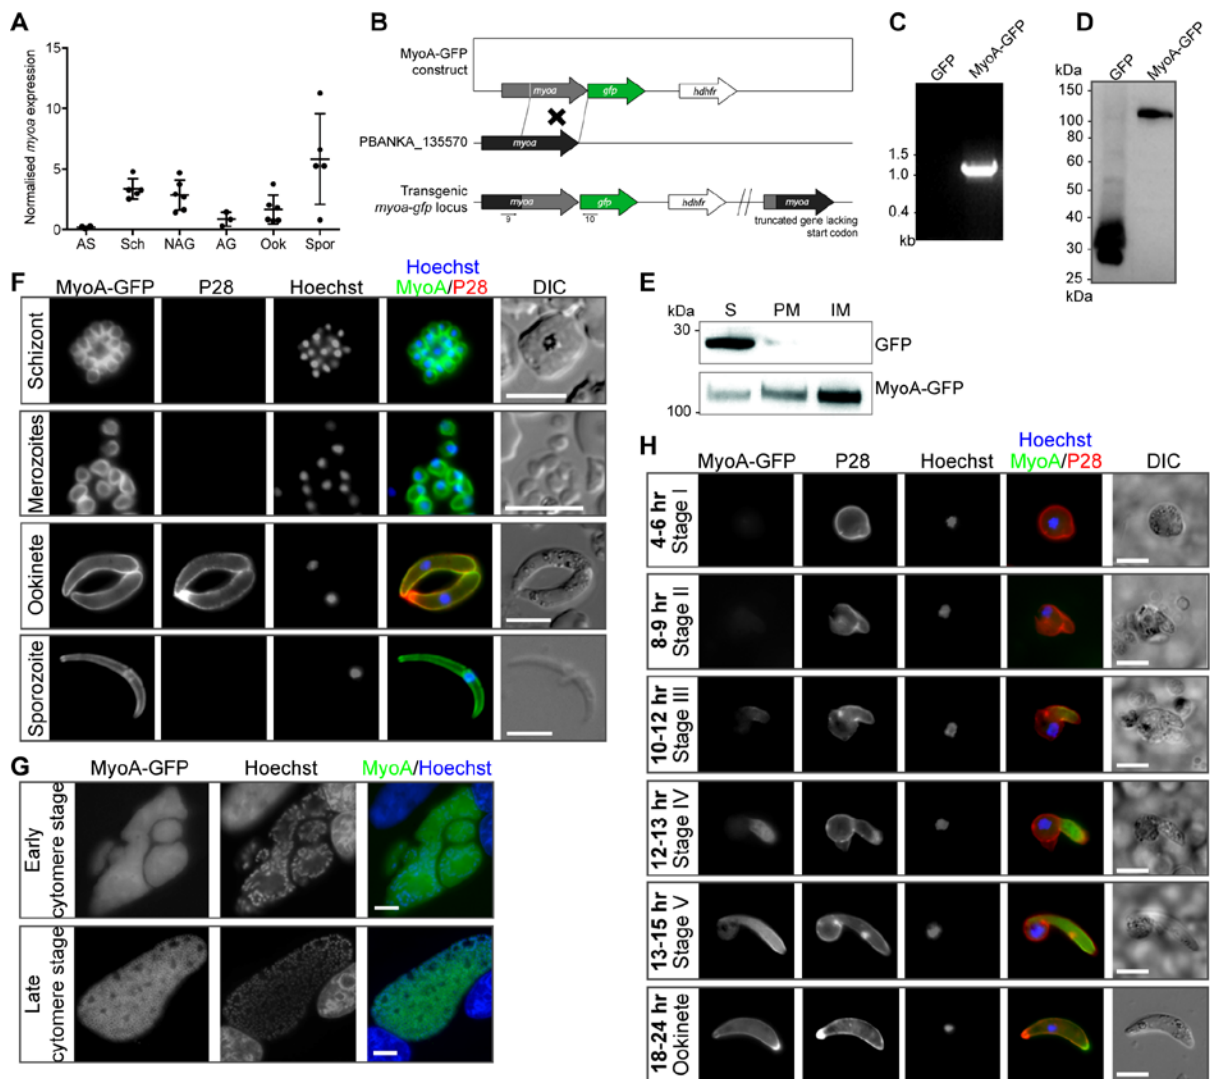 A
Normalised myoa expression
15
10
5
0
AS Sch NAG AG Ook Spor
B
MyoA-GFP
construct
myoa
gfp
hdhfr
PBANKA_135570
myoa
Transgenic
myoa-gfp locus
myoa
gfp
hdhfr
myoa
9
10
truncated gene lacking
start codon
C
GFP
MyoA-GFP
1.5
1.0
0.4
kb
D
GFP
MyoA-GFP
kDa
150
100
80
60
50
40
30
25
kDa
E
kDa
S PM IM
30
GFP
100
MyoA-GFP
F
Hoechst
MyoA-GFP P28 Hoechst MyoA/P28 DIC
Schizont
Merozoites
Ookinete
Sporozoite
G
MyoA-GFP Hoechst MyoA/Hoechst
Early
cytomere stage
Late
cytomere stage
H
Hoechst
MyoA-GFP P28 Hoechst MyoA/P28 DIC
4-6 hr
Stage I
8-9 hr
Stage II
10-12 hr
Stage III
12-13 hr
Stage IV
13-15 hr
Stage V
18-24 hr
Ookinete